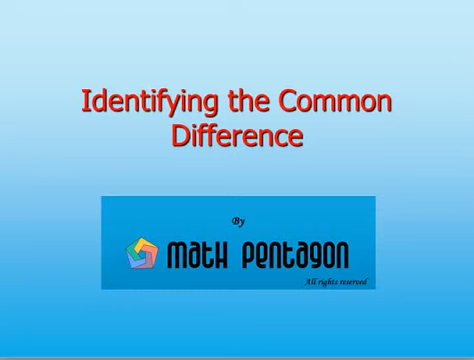 Identifying the Common
Difference
By
math pentagon
All rights reserved